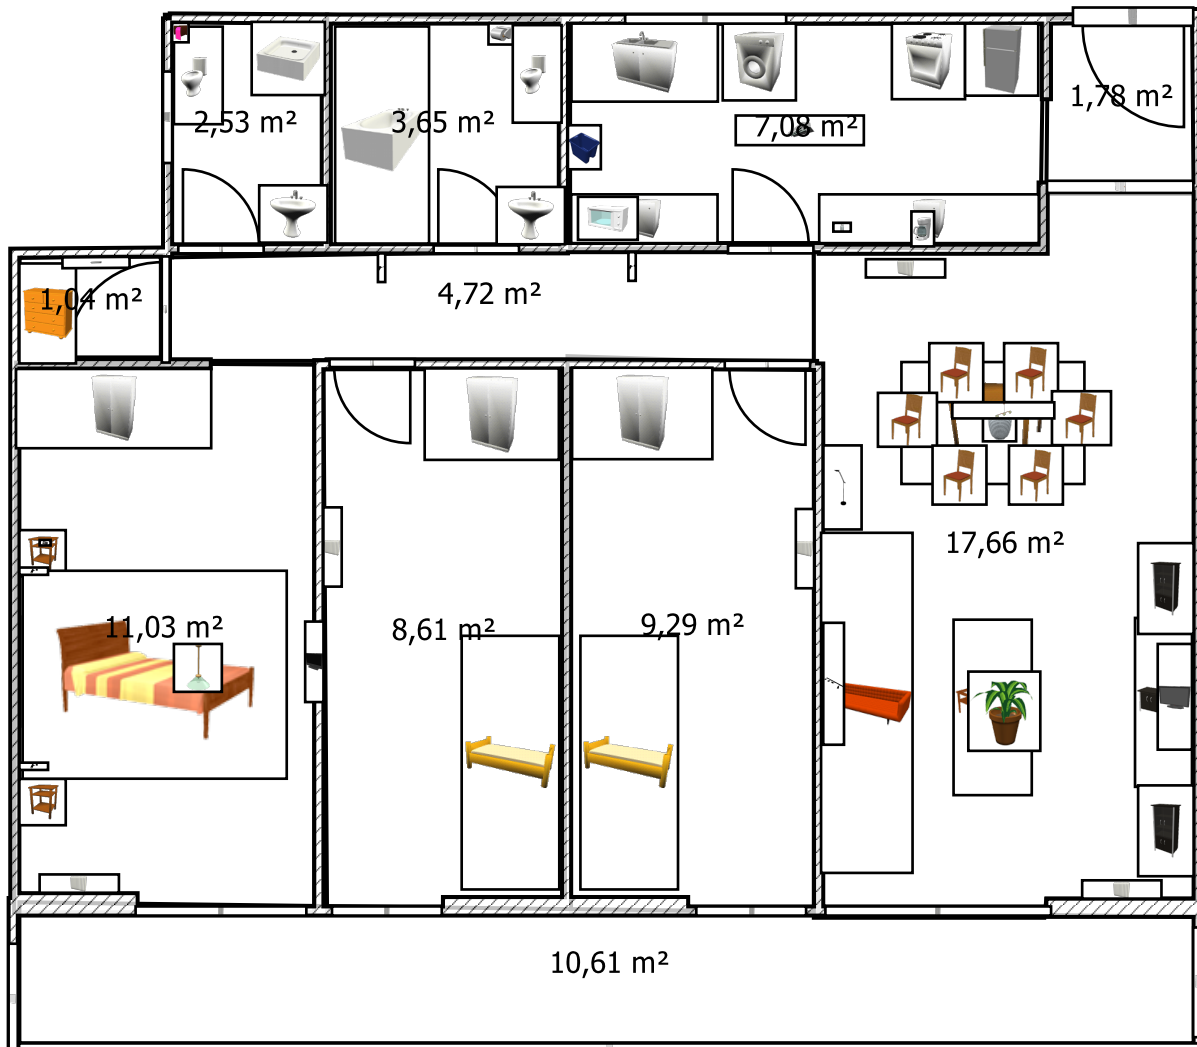 2,53 m²
3,65 m²
7,08 m²
1,78 m²
1,04 m²
4,72 m²
17,66 m²
11,03 m²
8,61 m²
9,29 m²
10,61 m²